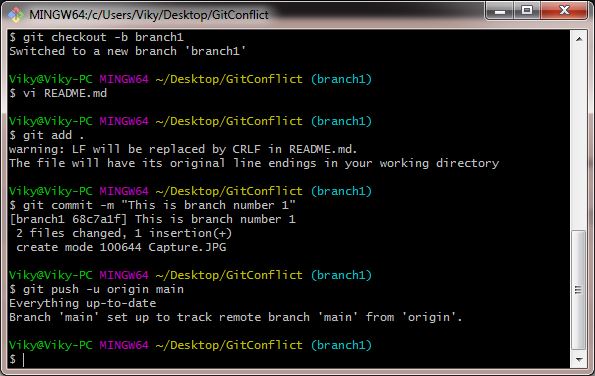 MINGW64:/c/Users/Viky/Desktop/GitConflict
$ git checkout -b branch1
Switched to a new branch 'branch1'
Viky@Viky-PC MINGW64 ~/Desktop/GitConflict (branch1)
$ vi README.md
Viky@Viky-PC MINGW64 ~/Desktop/GitConflict (branch1)
$ git add .
warning: LF will be replaced by CRLF in README.md.
The file will have its original line endings in your working directory
Viky@Viky-PC MINGW64 ~/Desktop/GitConflict (branch1)
$ git commit -m "This is branch number 1"
[branch1 68c7a1f] This is branch number 1
 2 files changed, 1 insertion(+)
 create mode 100644 Capture.JPG
Viky@Viky-PC MINGW64 ~/Desktop/GitConflict (branch1)
$ git push -u origin main
Everything up-to-date
Branch 'main' set up to track remote branch 'main' from 'origin'.
Viky@Viky-PC MINGW64 ~/Desktop/GitConflict (branch1)
$